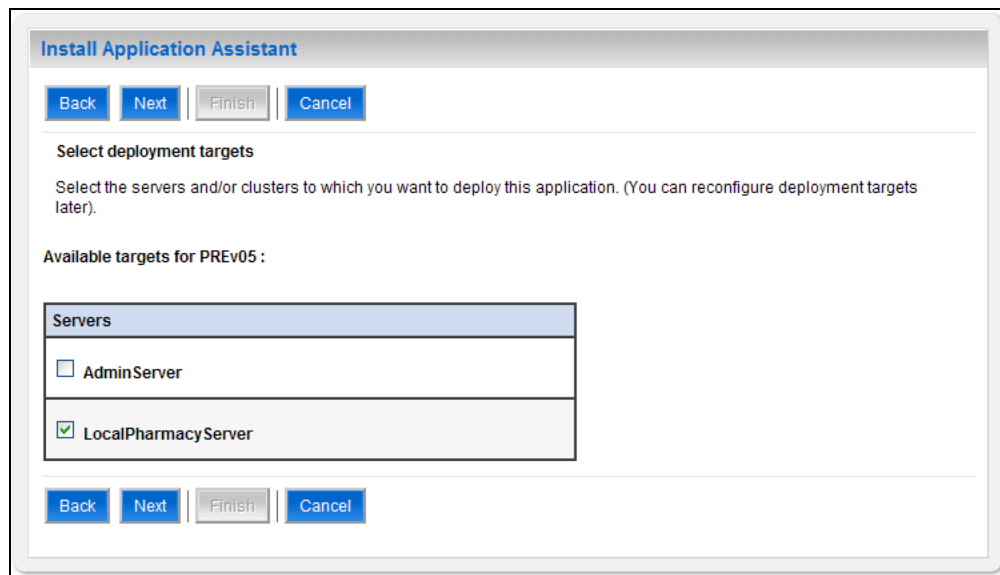 Install Application Assistant
Back Next Finish Cancel
Select deployment targets
Select the servers and/or clusters to which you want to deploy this application. (You can reconfigure deployment targets
later).
Available targets for PREv05 :
Servers
AdminServer
LocalPharmacyServer
Back Next Finish Cancel